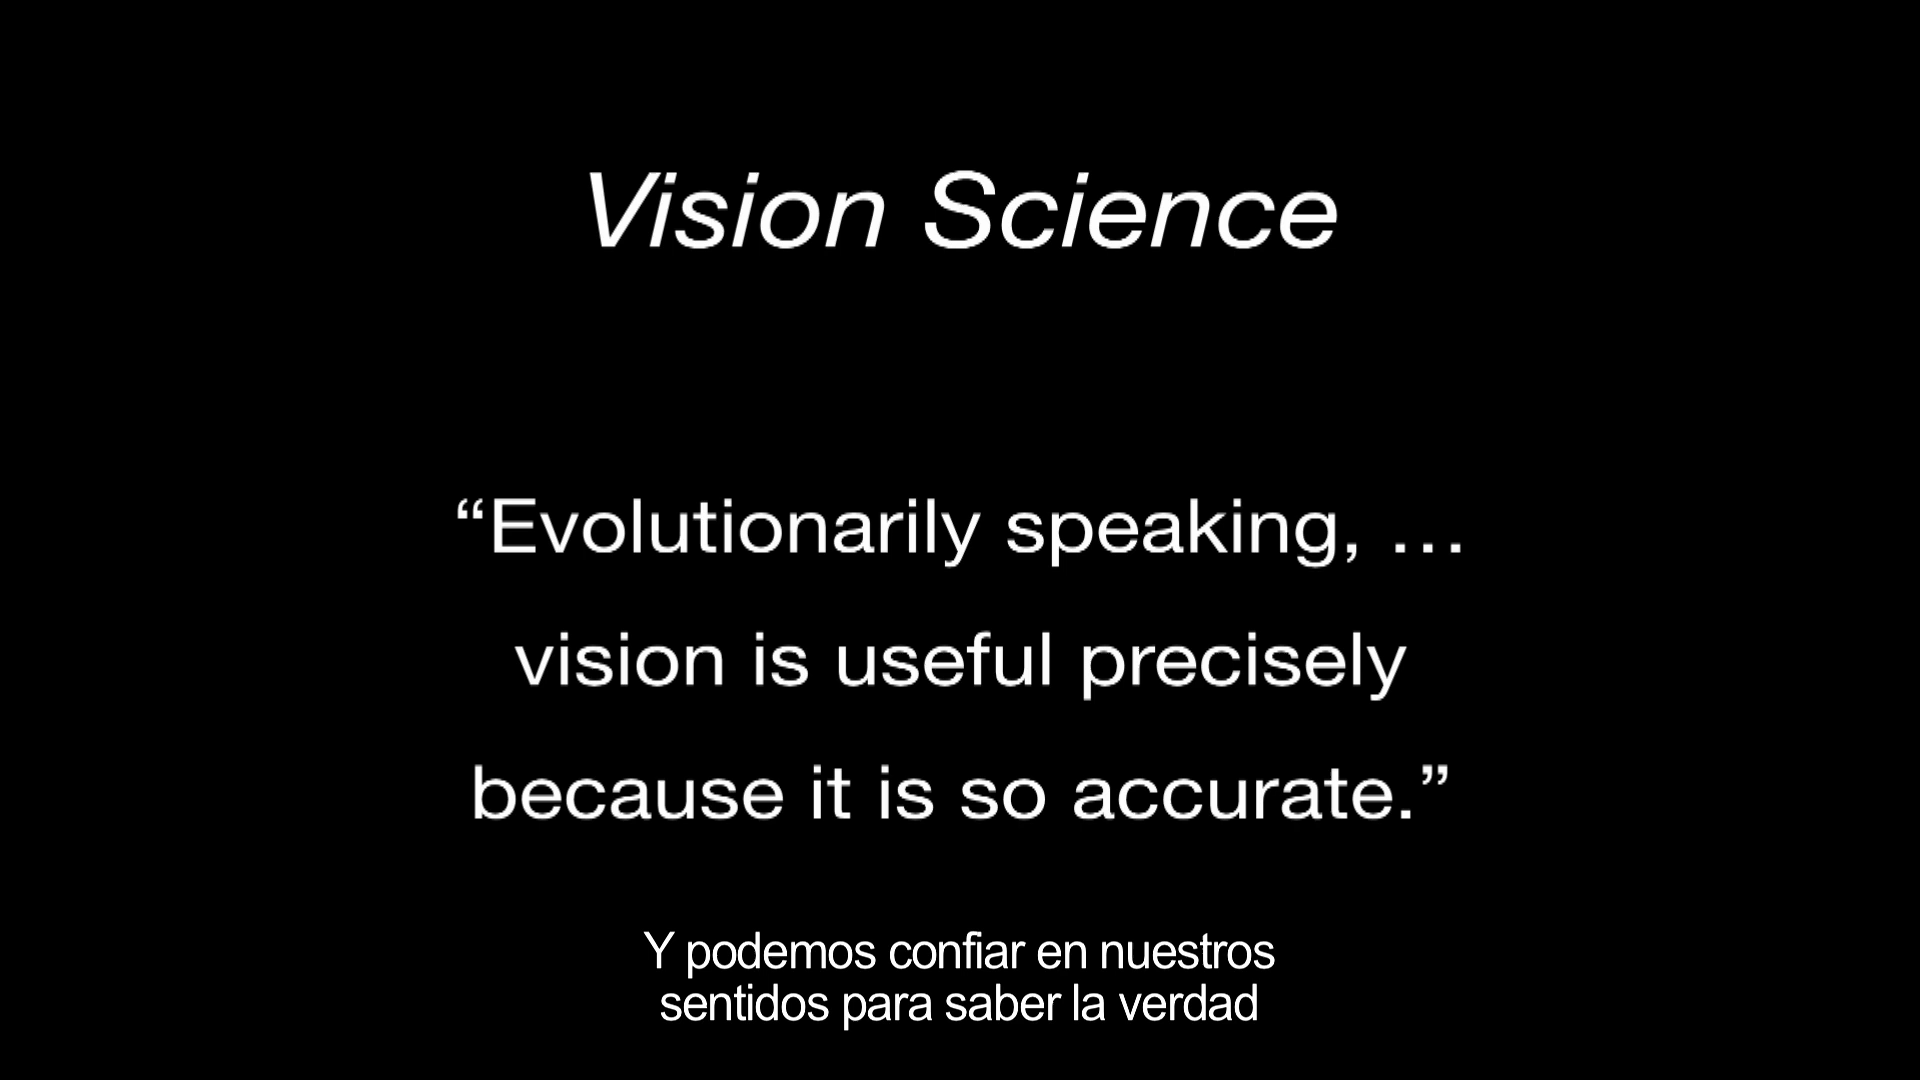 Vision Science
“Evolutionarily speaking, …
vision is useful precisely
because it is so accurate.”
Y podemos confiar en nuestros
sentidos para saber la verdad